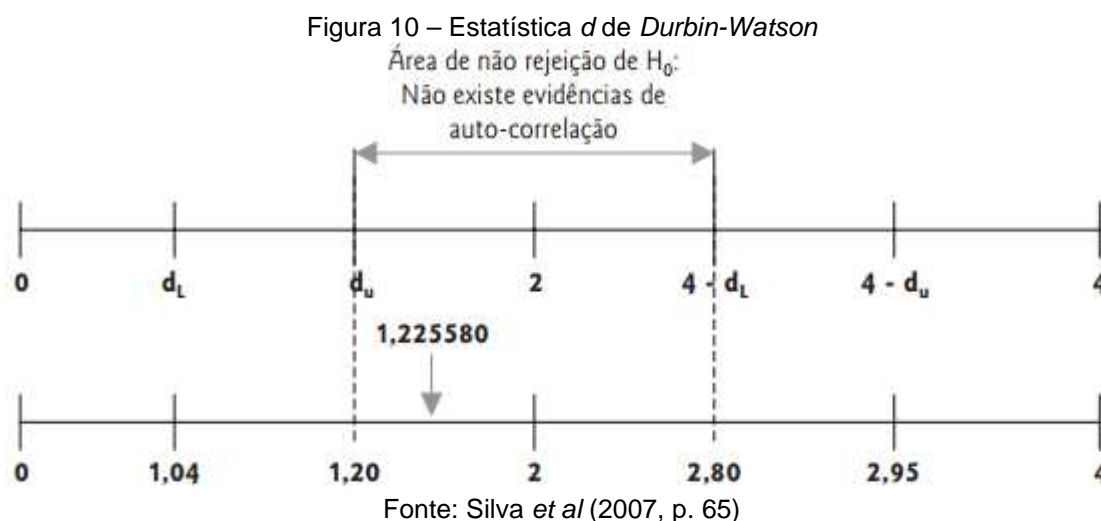 Figura 10 – Estatística d de Durbin-Watson
Área de não rejeição de H₀:
Não existe evidências de
auto-correlação
0 dL du 2 4 - dL 4 - du 4
1,225580
0 1,04 1,20 2 2,80 2,95 4
Fonte: Silva et al (2007, p. 65)